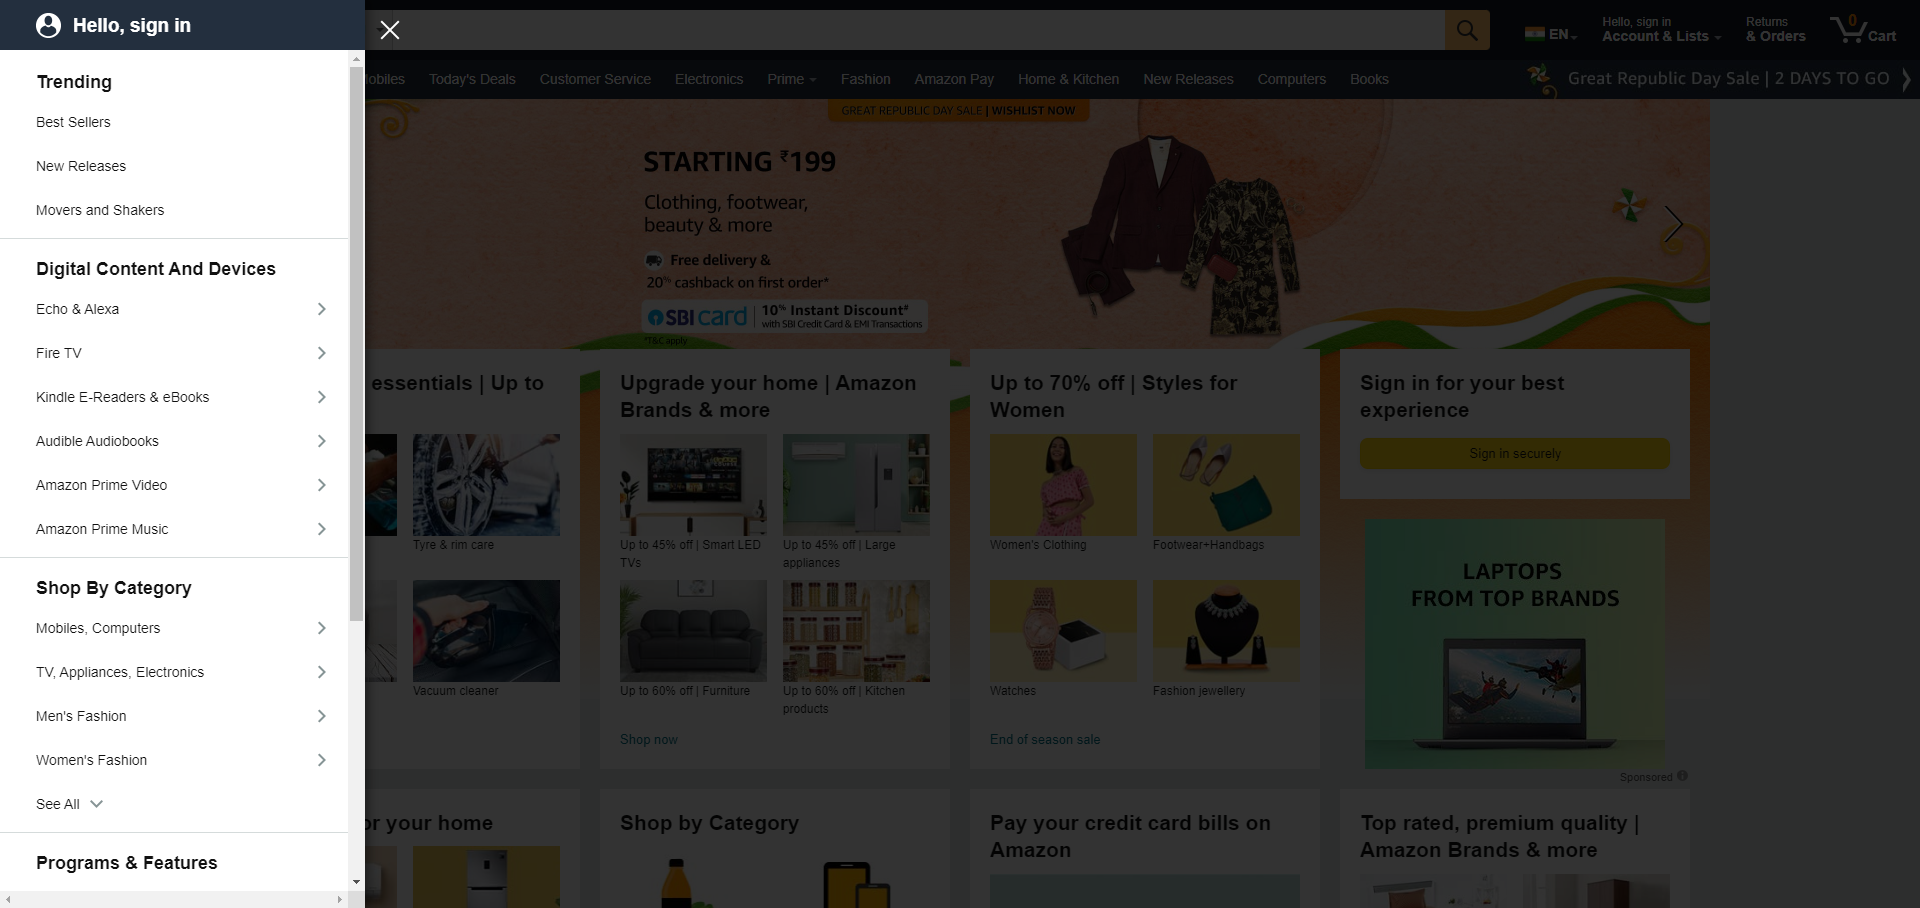 Hello, sign in
Trending
Best Sellers
New Releases
Movers and Shakers
Digital Content And Devices
Echo & Alexa
Fire TV
Kindle E-Readers & eBooks
Audible Audiobooks
Amazon Prime Video
Amazon Prime Music
Shop By Category
Mobiles, Computers
TV, Appliances, Electronics
Men's Fashion
Women's Fashion
See All
Programs & Features
EN
Hello, sign in
Account & Lists
Returns
& Orders
0
Cart
Today's Deals
Customer Service
Electronics
Prime
Fashion
Amazon Pay
Home & Kitchen
New Releases
Computers
Books
Great Republic Day Sale | 2 DAYS TO GO
GREAT REPUBLIC DAY SALE | WISHLIST NOW
STARTING ₹199
Clothing, footwear,
beauty & more
Free delivery &
20% cashback on first order*
SBI card
10% Instant Discount#
with SBI Credit Card & EMI Transactions
*T&C apply
essentials | Up to
Tyre & rim care
Vacuum cleaner
Upgrade your home | Amazon
Brands & more
Up to 45% off | Smart LED
TVs
Up to 45% off | Large
appliances
Up to 60% off | Furniture
Up to 60% off | Kitchen
products
Shop now
Up to 70% off | Styles for
Women
Women's Clothing
Footwear+Handbags
Watches
Fashion jewellery
End of season sale
Sign in for your best
experience
Sign in securely
LAPTOPS
FROM TOP BRANDS
Sponsored
for your home
Shop by Category
Pay your credit card bills on
Amazon
Top rated, premium quality |
Amazon Brands & more